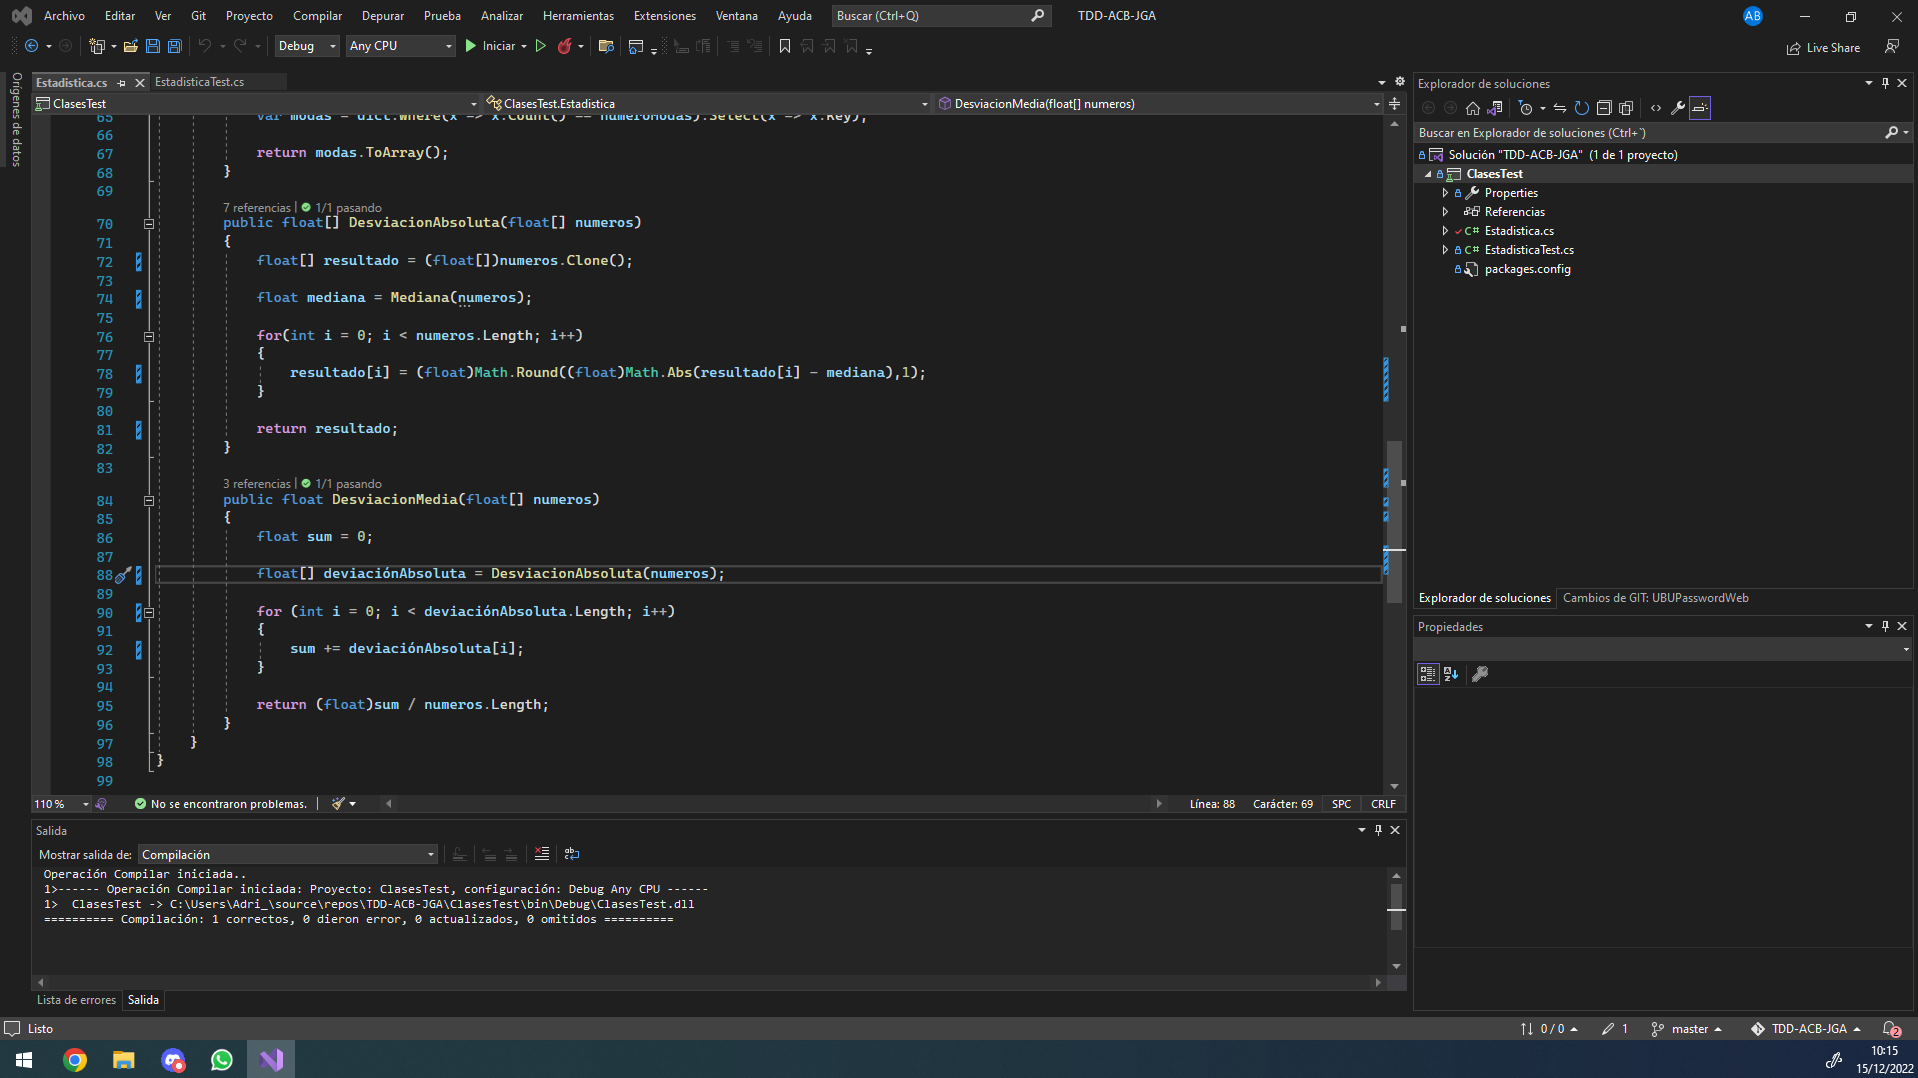 Archivo Editar Ver Git Proyecto Compilar Depurar Prueba Analizar Herramientas Extensiones Ventana Ayuda Buscar (Ctrl+Q) TDD-ACB-JGA AB
Debug Any CPU Iniciar Live Share
Orígenes de datos
Estadistica.cs EstadisticaTest.cs
ClasesTest ClasesTest.Estadistica DesviacionMedia(float[] numeros)
65 var modas = dict.Where(x => x.Count() == numeroModas).Select(x => x.Key);
66
67 return modas.ToArray();
68 }
69
7 referencias | 1/1 pasando
70 public float[] DesviacionAbsoluta(float[] numeros)
71 {
72 float[] resultado = (float[])numeros.Clone();
73
74 float mediana = Mediana(numeros);
75
76 for(int i = 0; i < numeros.Length; i++)
77 {
78 resultado[i] = (float)Math.Round((float)Math.Abs(resultado[i] - mediana),1);
79 }
80
81 return resultado;
82 }
83
3 referencias | 1/1 pasando
84 public float DesviacionMedia(float[] numeros)
85 {
86 float sum = 0;
87
88 float[] deviaciónAbsoluta = DesviacionAbsoluta(numeros);
89
90 for (int i = 0; i < deviaciónAbsoluta.Length; i++)
91 {
92 sum += deviaciónAbsoluta[i];
93 }
94
95 return (float)sum / numeros.Length;
96 }
97 }
98 }
99
110 % No se encontraron problemas. Línea: 88 Carácter: 69 SPC CRLF
Salida
Mostrar salida de: Compilación
Operación Compilar iniciada..
1>------ Operación Compilar iniciada: Proyecto: ClasesTest, configuración: Debug Any CPU ------
1> ClasesTest -> C:\Users\Adri_\source\repos\TDD-ACB-JGA\ClasesTest\bin\Debug\ClasesTest.dll
========== Compilación: 1 correctos, 0 dieron error, 0 actualizados, 0 omitidos ==========
Lista de errores Salida
Explorador de soluciones
Buscar en Explorador de soluciones (Ctrl+`)
Solución "TDD-ACB-JGA" (1 de 1 proyecto)
ClasesTest
Properties
Referencias
C# Estadistica.cs
C# EstadisticaTest.cs
packages.config
Explorador de soluciones Cambios de GIT: UBUPasswordWeb
Propiedades
Listo 0 / 0 1 master TDD-ACB-JGA 2
10:15
15/12/2022